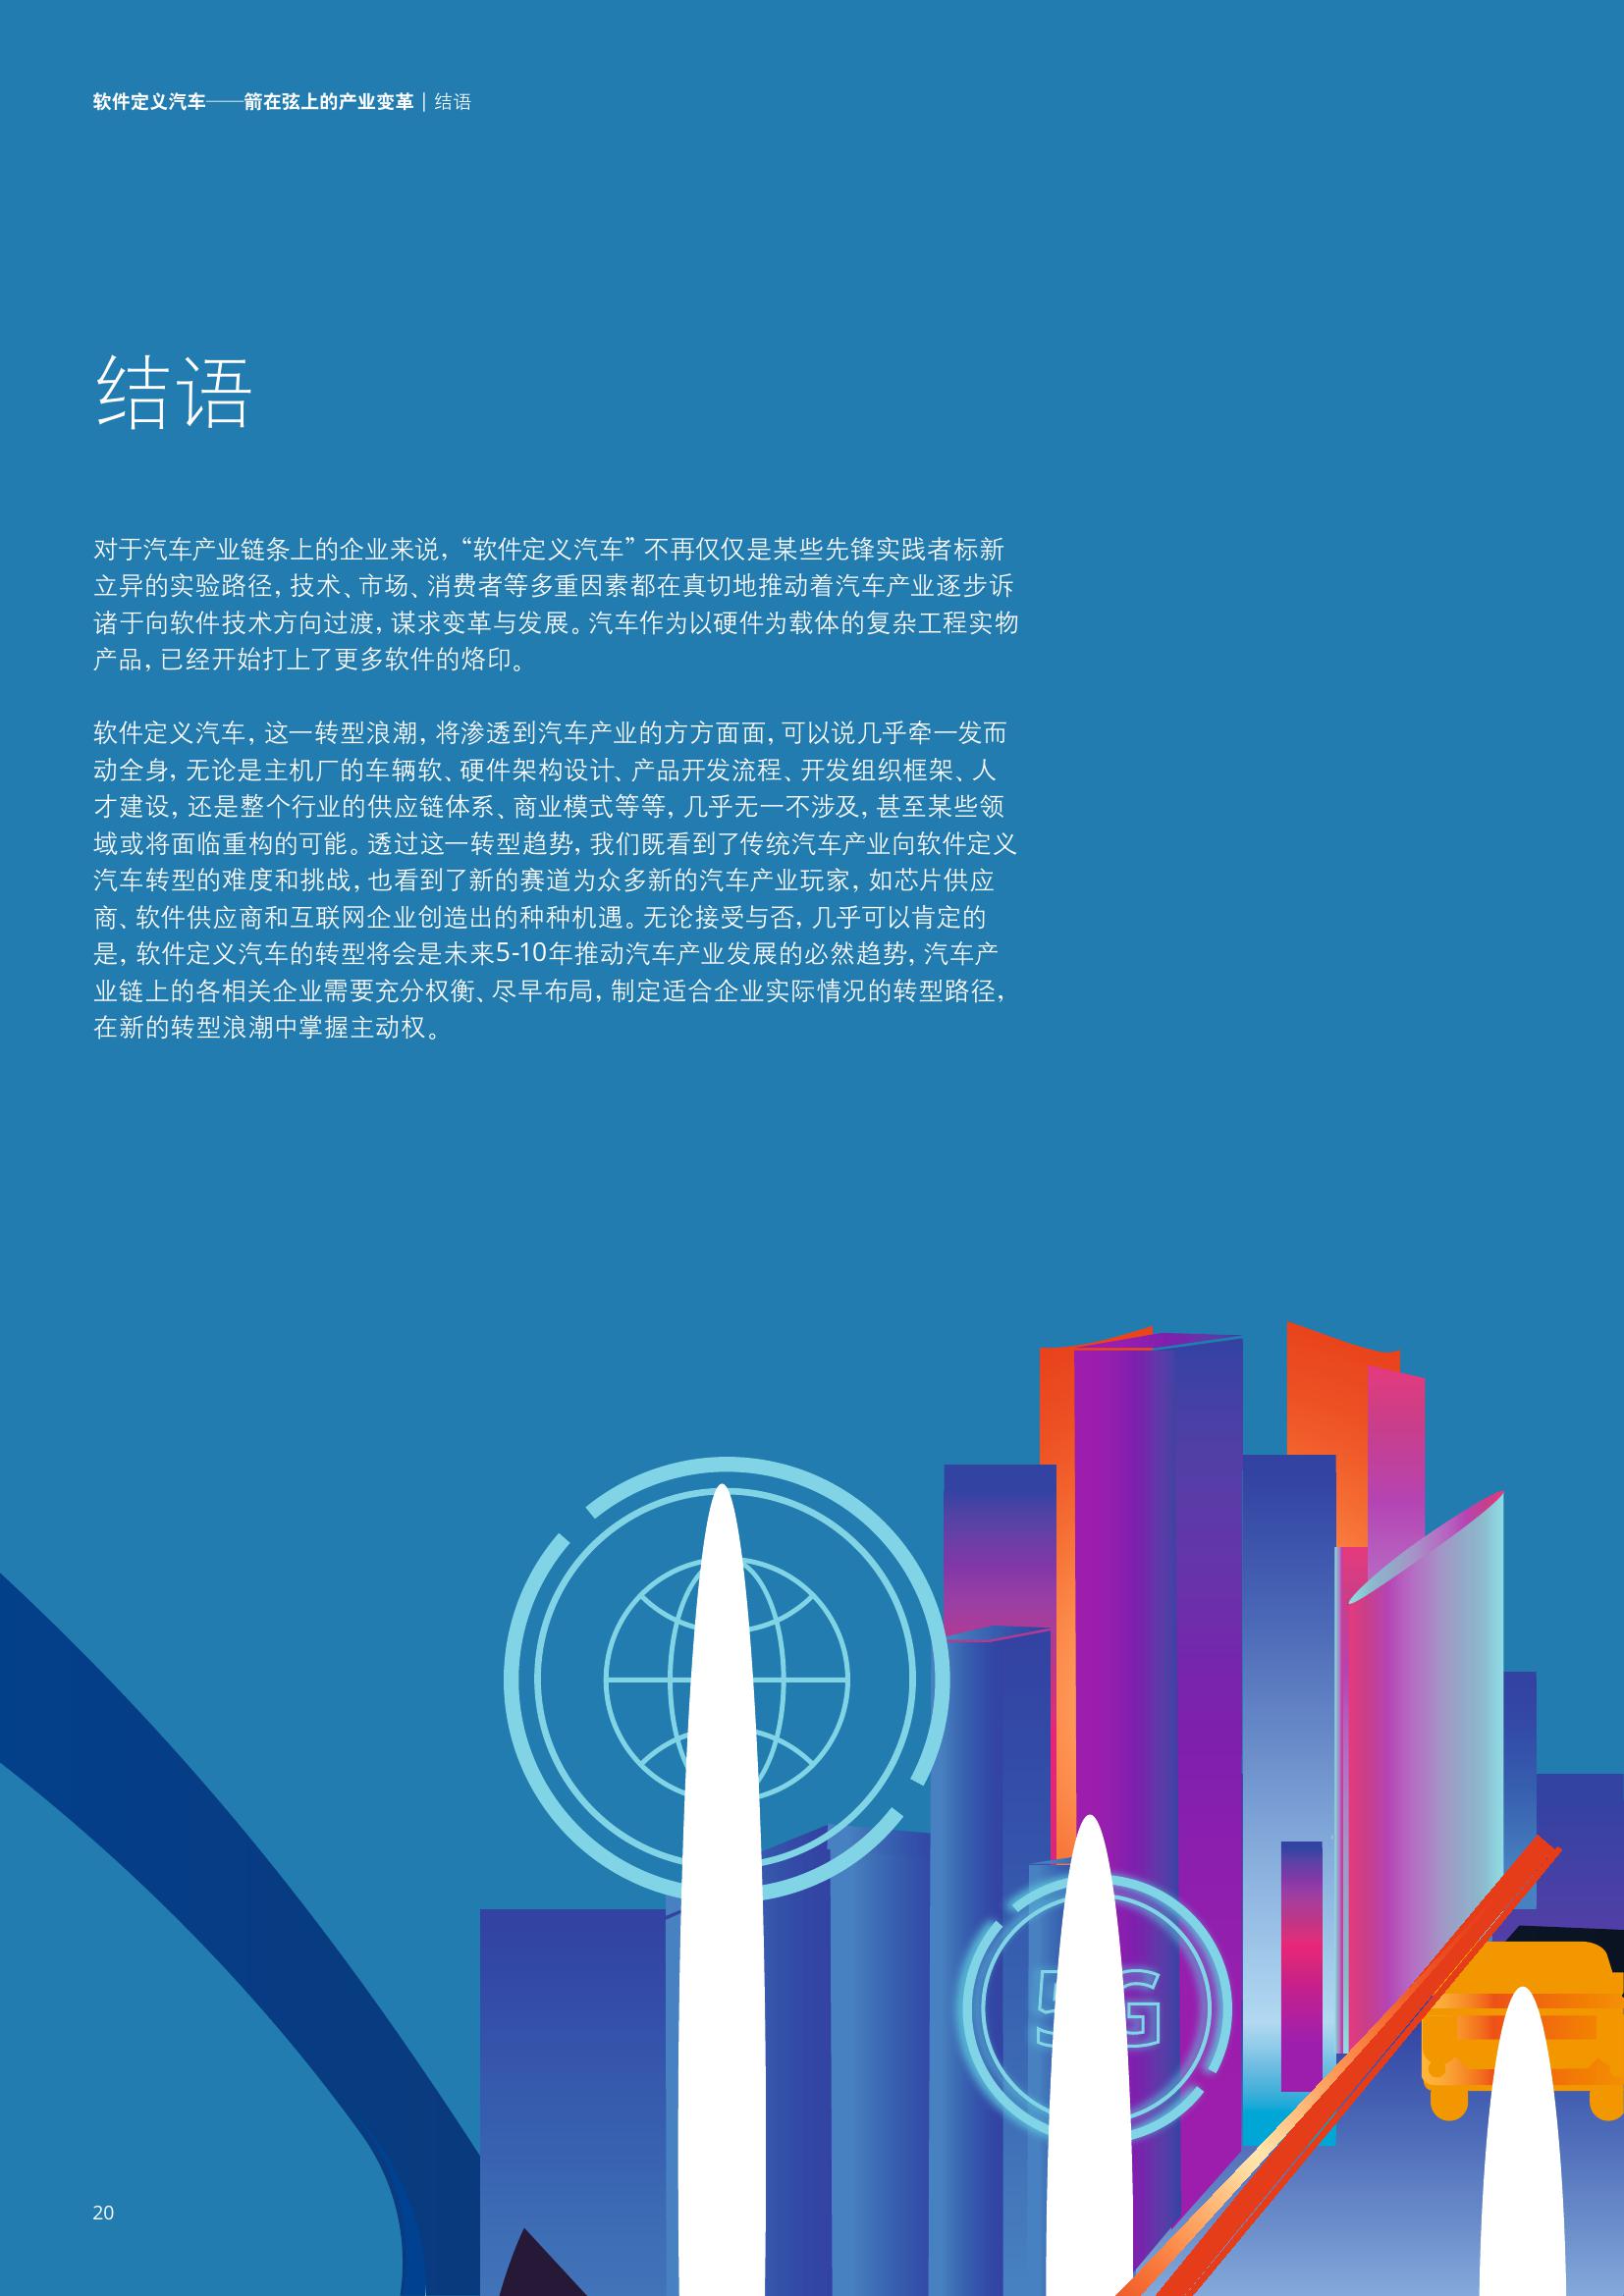 软件定义汽车——箭在弦上的产业变革 | 结语
结语
对于汽车产业链条上的企业来说，“软件定义汽车”不再仅仅是某些先锋实践者标新
立异的实验路径，技术、市场、消费者等多重因素都在真切地推动着汽车产业逐步诉
诸于向软件技术方向过渡，谋求变革与发展。汽车作为以硬件为载体的复杂工程实物
产品，已经开始打上了更多软件的烙印。
软件定义汽车，这一转型浪潮，将渗透到汽车产业的方方面面，可以说几乎牵一发而
动全身，无论是主机厂的车辆软、硬件架构设计、产品开发流程、开发组织框架、人
才建设，还是整个行业的供应链体系、商业模式等等，几乎无一不涉及，甚至某些领
域或将面临重构的可能。透过这一转型趋势，我们既看到了传统汽车产业向软件定义
汽车转型的难度和挑战，也看到了新的赛道为众多新的汽车产业玩家，如芯片供应
商、软件供应商和互联网企业创造出的种种机遇。无论接受与否，几乎可以肯定的
是，软件定义汽车的转型将会是未来5-10年推动汽车产业发展的必然趋势，汽车产
业链上的各相关企业需要充分权衡、尽早布局，制定适合企业实际情况的转型路径，
在新的转型浪潮中掌握主动权。
5G
20